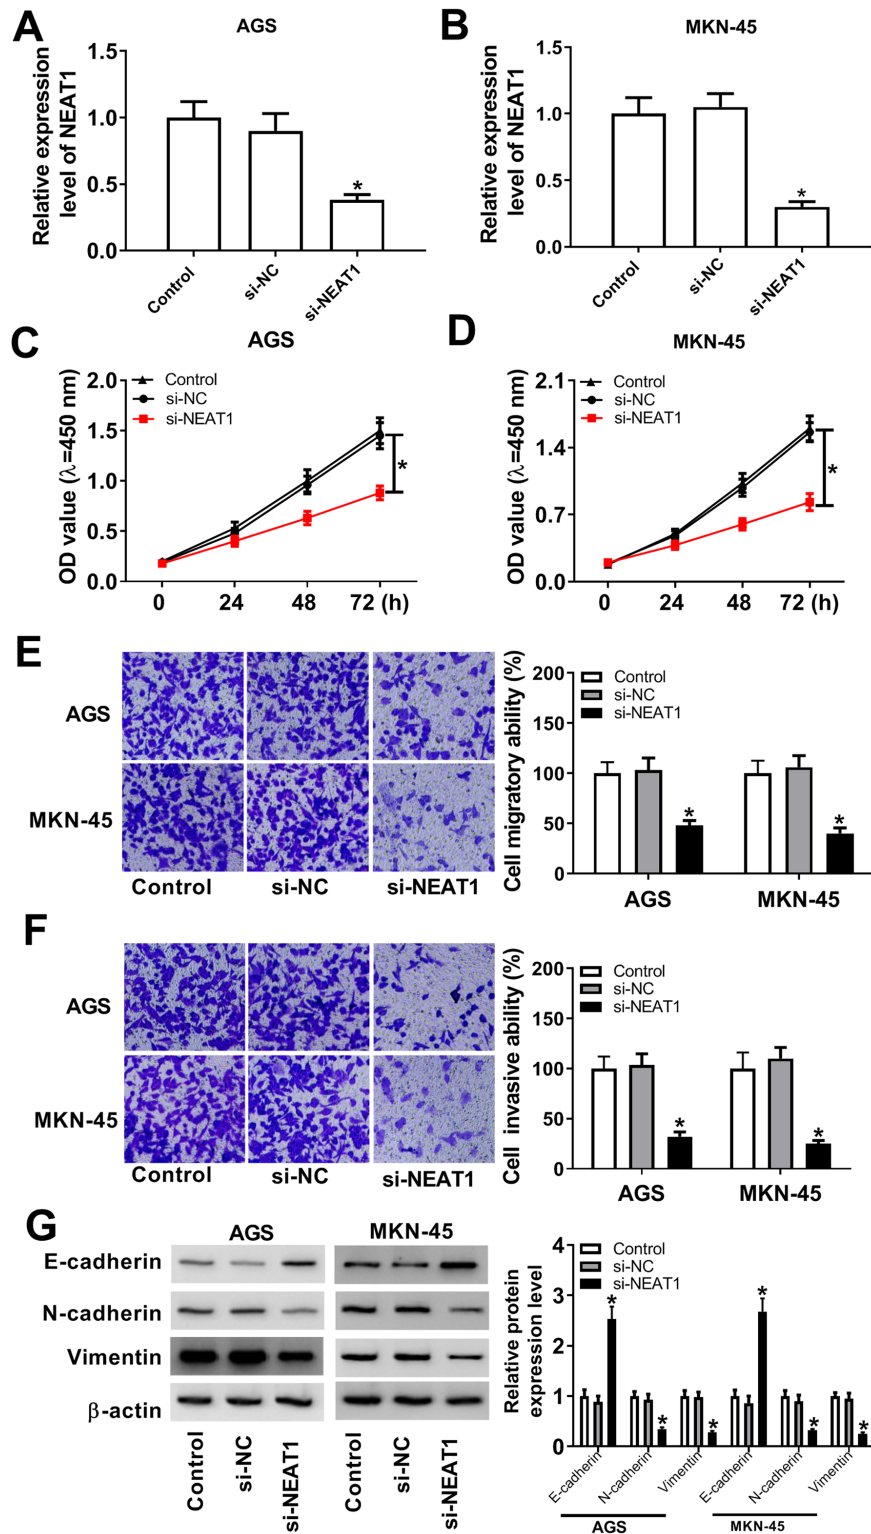 A
AGS
Relative expression
level of NEAT1
1.5
1.0
0.5
0.0
*
Control
si-NC
si-NEAT1
B
MKN-45
Relative expression
level of NEAT1
1.5
1.0
0.5
0.0
*
Control
si-NC
si-NEAT1
C
AGS
OD value (λ=450 nm)
2.0
1.5
1.0
0.5
0.0
Control
si-NC
si-NEAT1
*
0 24 48 72 (h)
D
MKN-45
OD value (λ=450 nm)
2.1
1.4
0.7
0.0
Control
si-NC
si-NEAT1
*
0 24 48 72 (h)
E
AGS
MKN-45
Control si-NC si-NEAT1
Cell migratory ability (%)
200
150
100
50
0
Control
si-NC
si-NEAT1
* *
AGS MKN-45
F
AGS
MKN-45
Control si-NC si-NEAT1
Cell invasive ability (%)
200
150
100
50
0
Control
si-NC
si-NEAT1
* *
AGS MKN-45
G
AGS MKN-45
E-cadherin
N-cadherin
Vimentin
β-actin
Control si-NC si-NEAT1 Control si-NC si-NEAT1
Relative protein
expression level
4
3
2
1
0
Control
si-NC
si-NEAT1
* * * * * *
E-cadherin N-cadherin Vimentin E-cadherin N-cadherin Vimentin
AGS MKN-45